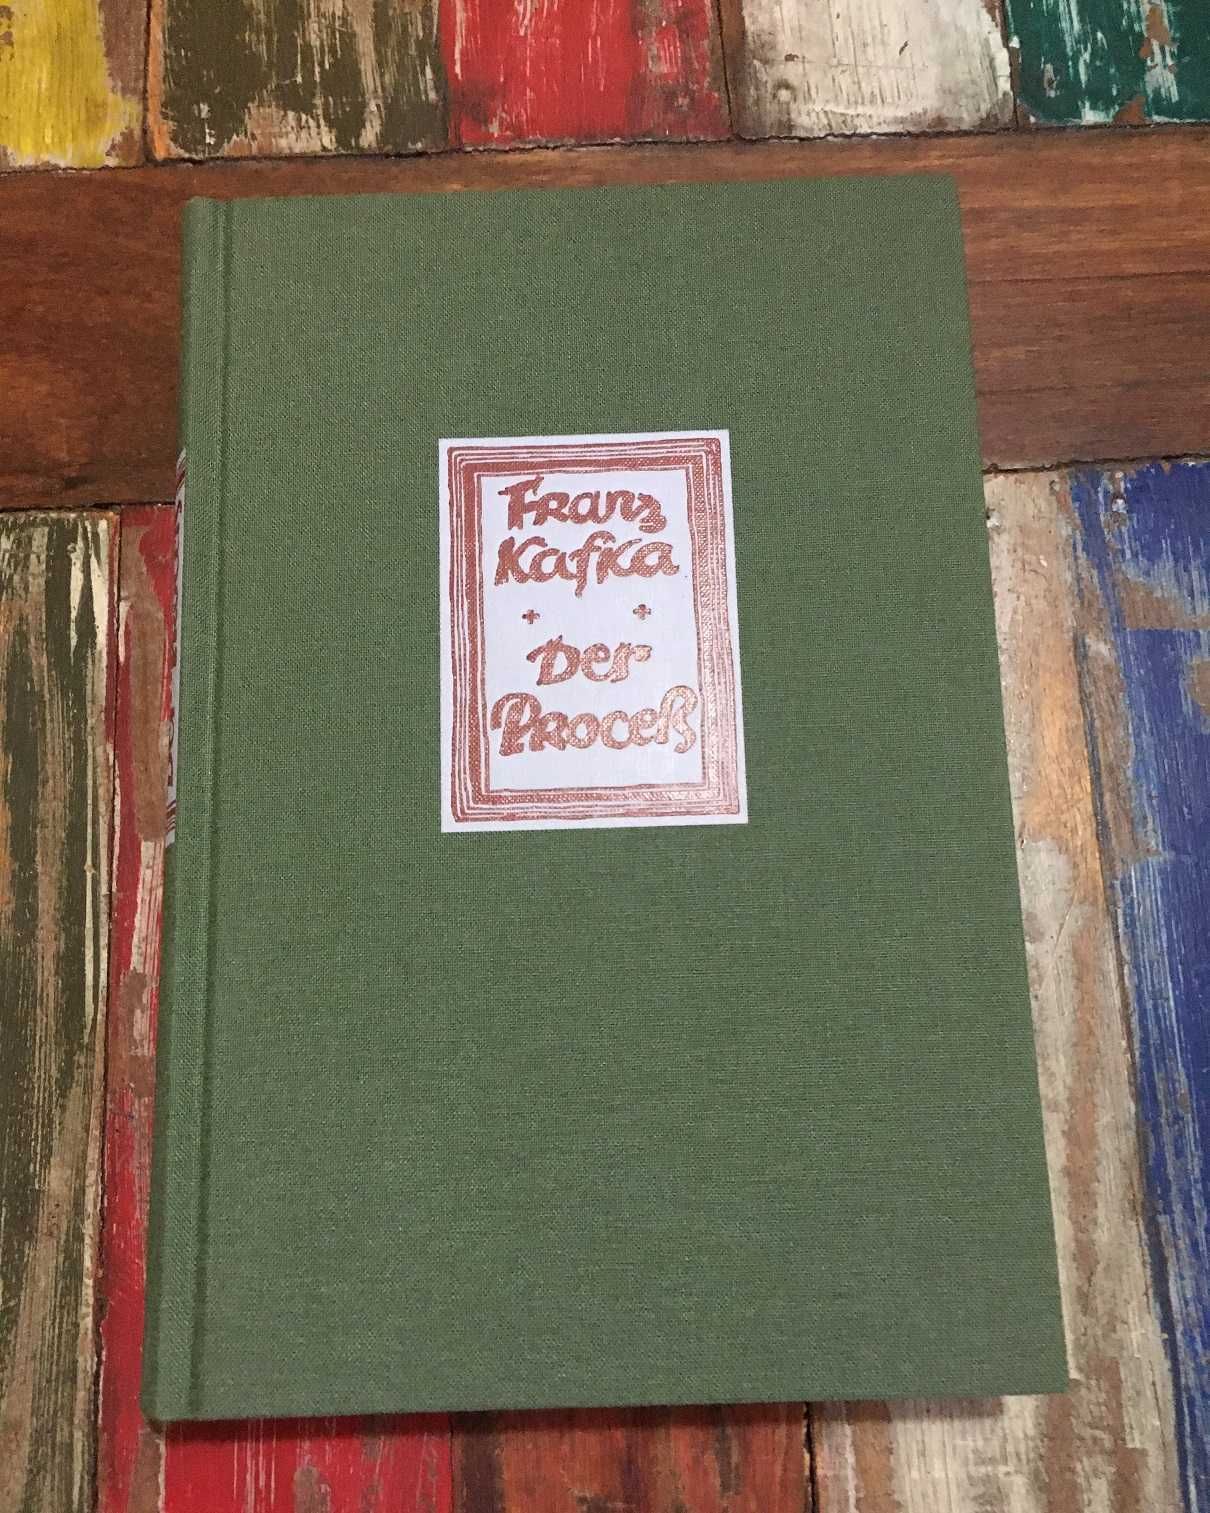 Franz
Kafka
+ +
Der
Proceß